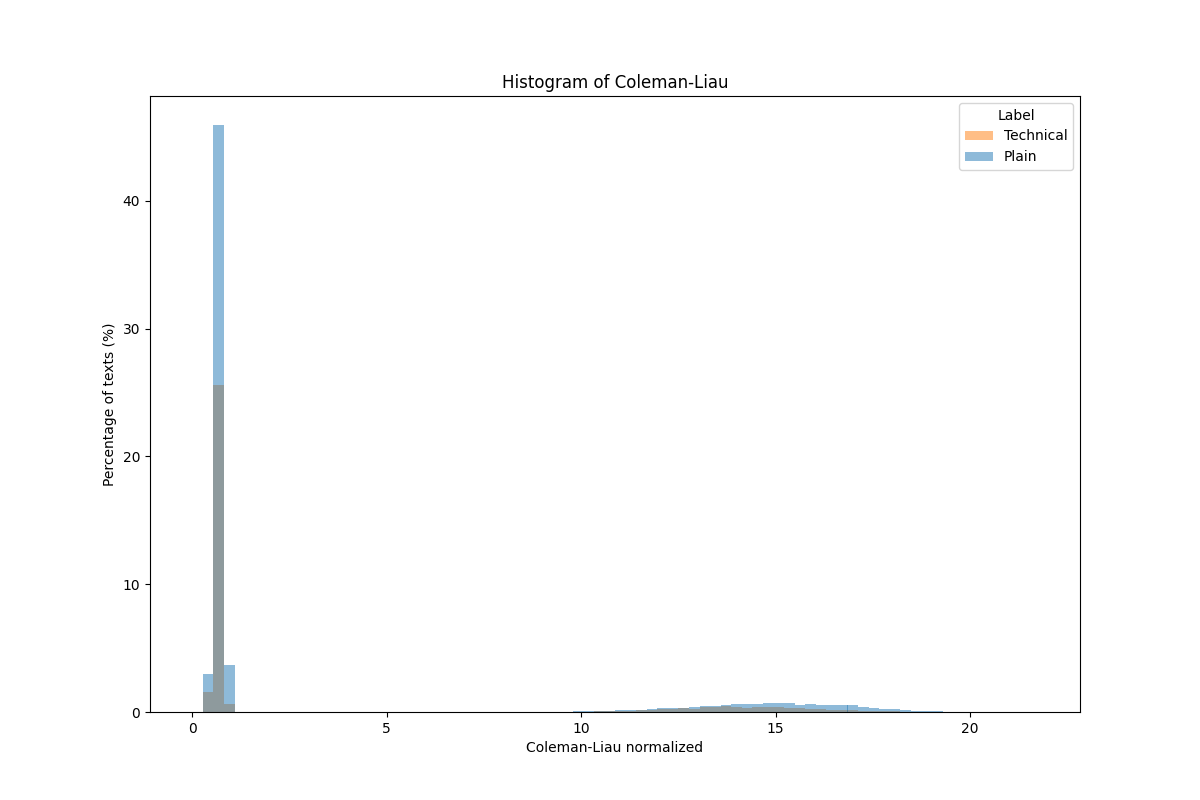 Histogram of Coleman-Liau
Label
Technical
Plain
Percentage of texts (%)
40
30
20
10
0
0
5
10
15
20
Coleman-Liau normalized